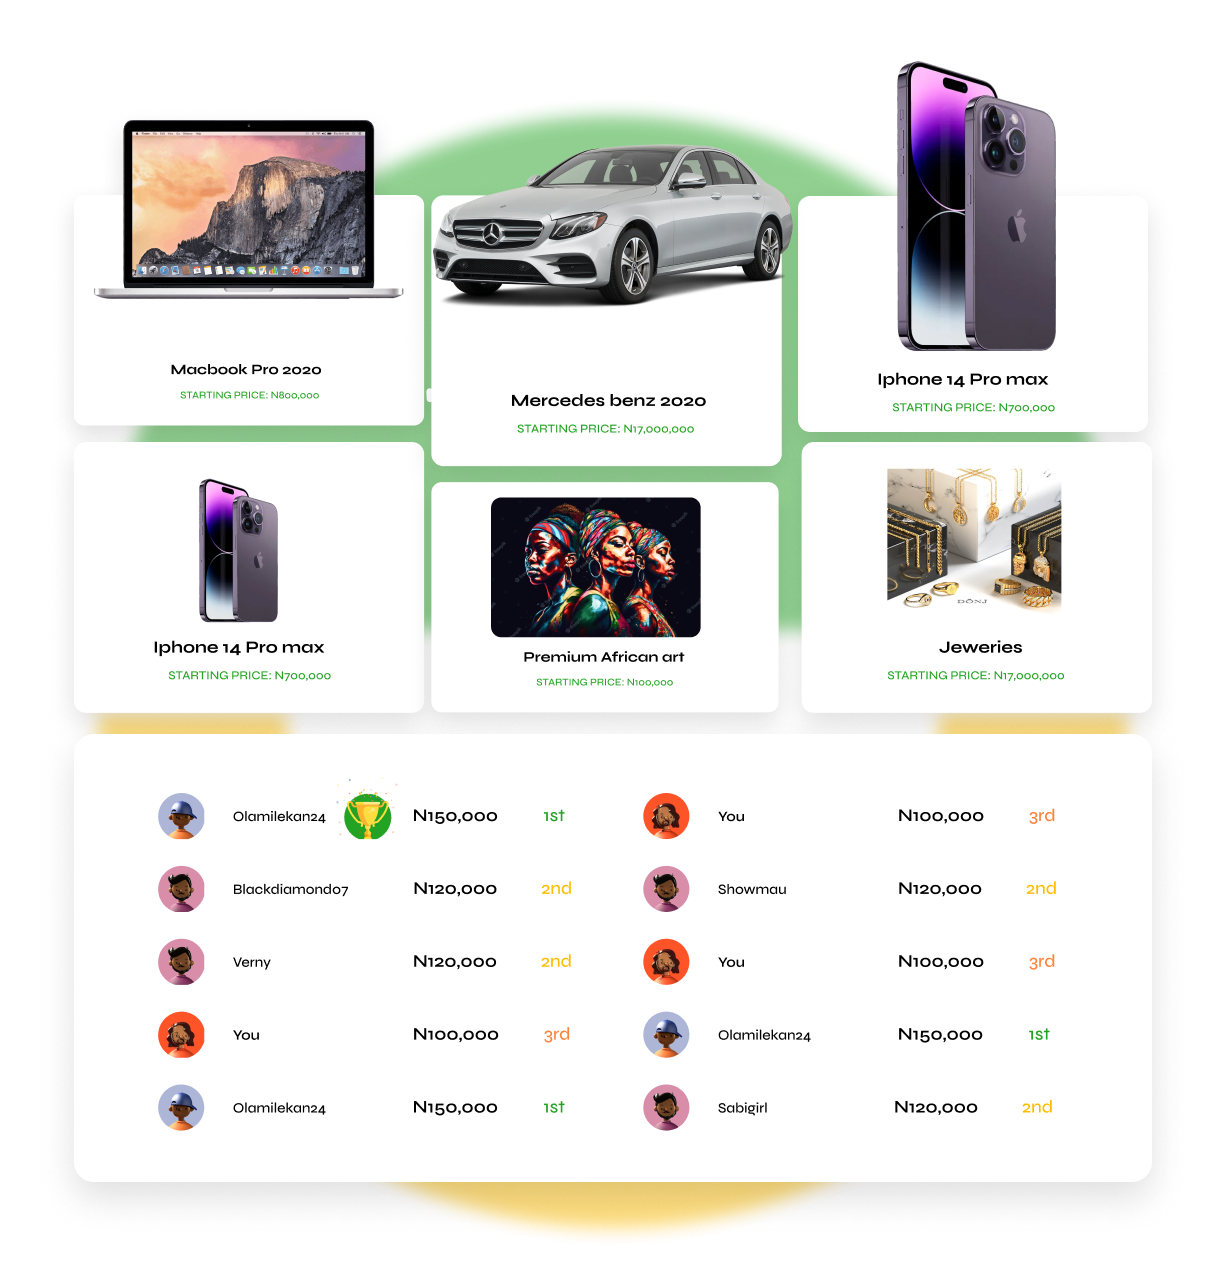 Macbook Pro 2020
STARTING PRICE: N800,000
Mercedes benz 2020
STARTING PRICE: N17,000,000
Iphone 14 Pro max
STARTING PRICE: N700,000
Iphone 14 Pro max
STARTING PRICE: N700,000
Premium African art
STARTING PRICE: N100,000
DÔNJ
Jeweries
STARTING PRICE: N17,000,000
Olamilekan24 N150,000 1st
Blackdiamond07 N120,000 2nd
Verny N120,000 2nd
You N100,000 3rd
Olamilekan24 N150,000 1st
You N100,000 3rd
Showmau N120,000 2nd
You N100,000 3rd
Olamilekan24 N150,000 1st
Sabigirl N120,000 2nd